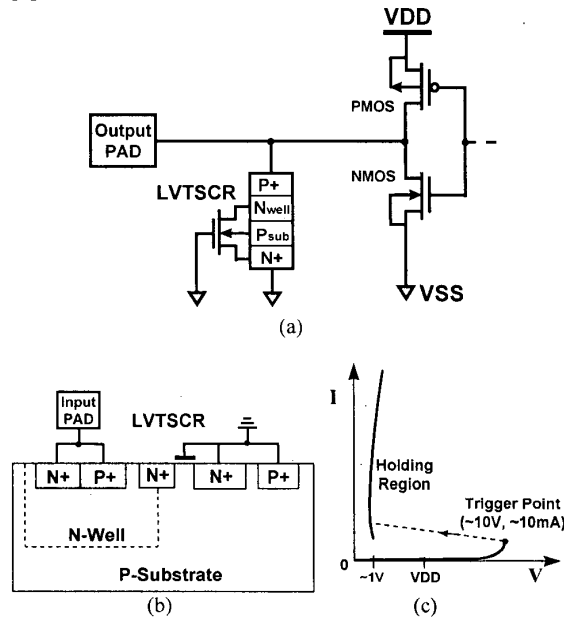 VDD
PMOS
Output
PAD
NMOS
LVTSCR
P+
Nwell
Psub
N+
VSS
(a)
Input
PAD
LVTSCR
N+
P+
N+
N+
P+
N-Well
P-Substrate
(b)
I
Holding
Region
Trigger Point
(~10V, ~10mA)
0
~1V
VDD
V
(c)